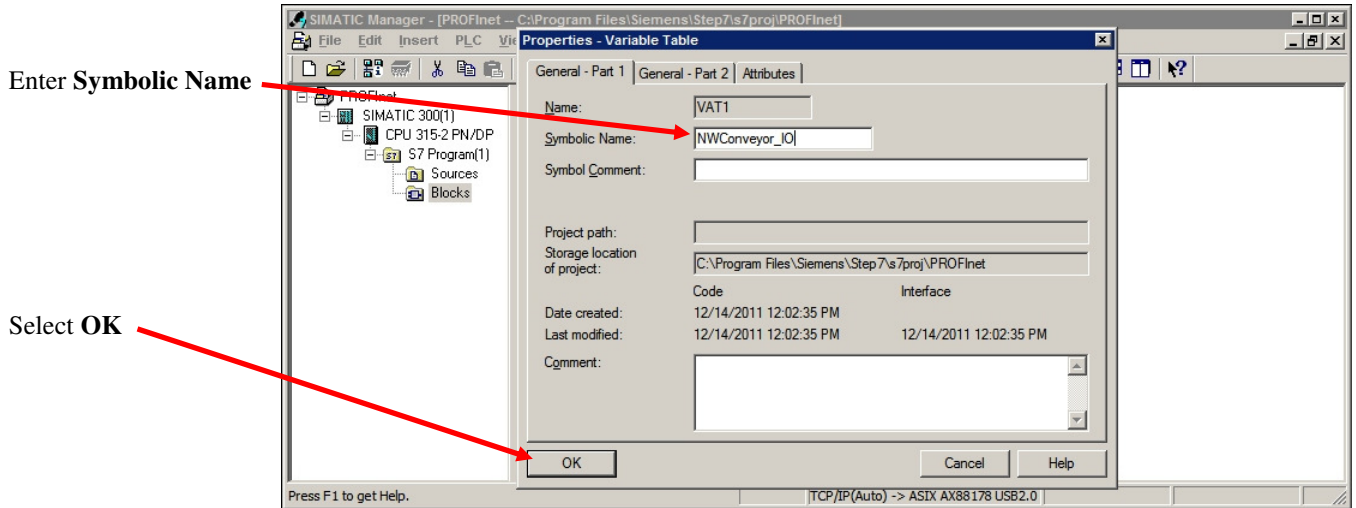 SIMATIC Manager - [PROFInet -- C:\Program Files\Siemens\Step7\s7proj\PROFInet]
File Edit Insert PLC
Properties - Variable Table
General - Part 1 General - Part 2 Attributes
Enter Symbolic Name
PROFInet
SIMATIC 300(1)
CPU 315-2 PN/DP
S7 Program(1)
Sources
Blocks
Name: VAT1
Symbolic Name: NWConveyor_IO
Symbol Comment:
Project path:
Storage location
of project: C:\Program Files\Siemens\Step7\s7proj\PROFInet
Code Interface
Date created: 12/14/2011 12:02:35 PM
Last modified: 12/14/2011 12:02:35 PM 12/14/2011 12:02:35 PM
Comment:
Select OK
OK Cancel Help
Press F1 to get Help. TCP/IP(Auto) -> ASIX AX88178 USB2.0